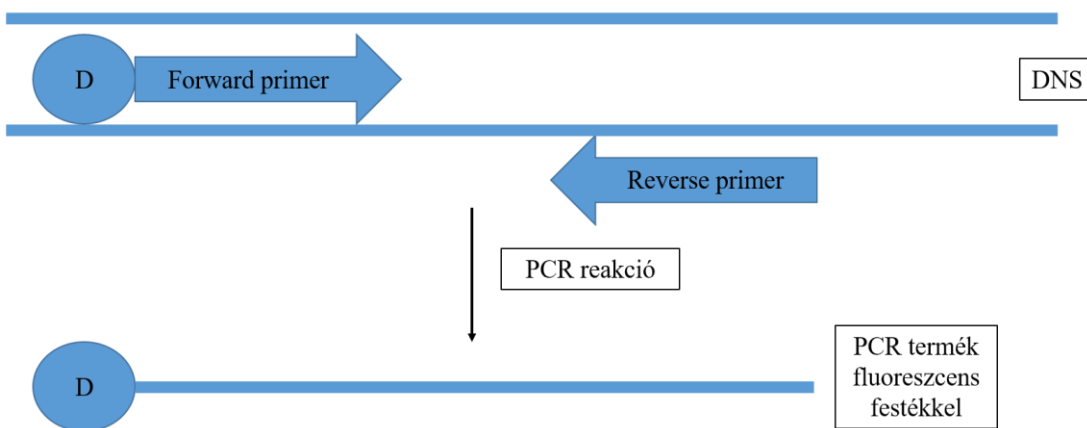 D
Forward primer
DNS
Reverse primer
PCR reakció
D
PCR termék
fluoreszcens
festékkel